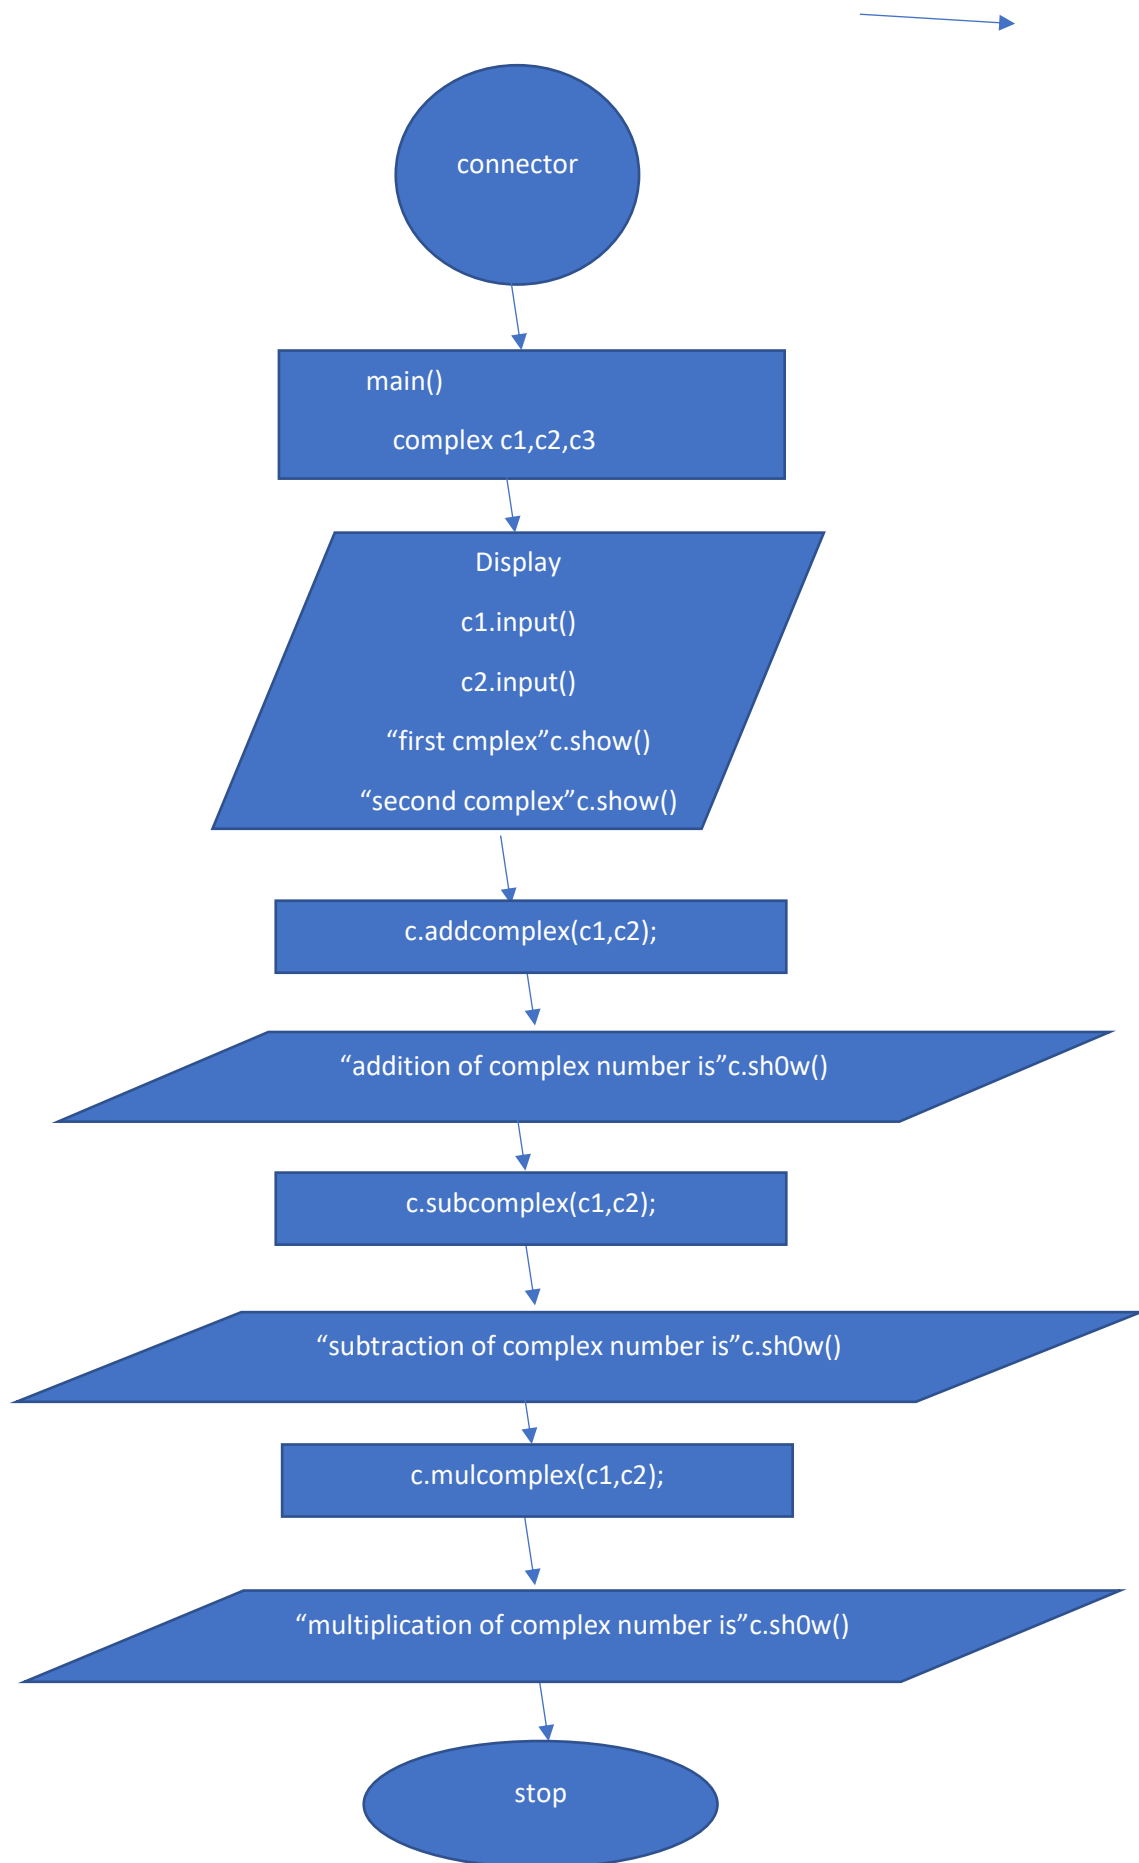 connector
main()
complex c1,c2,c3
Display
c1.input()
c2.input()
“first cmplex”c.show()
“second complex”c.show()
c.addcomplex(c1,c2);
“addition of complex number is”c.sh0w()
c.subcomplex(c1,c2);
“subtraction of complex number is”c.sh0w()
c.mulcomplex(c1,c2);
“multiplication of complex number is”c.sh0w()
stop